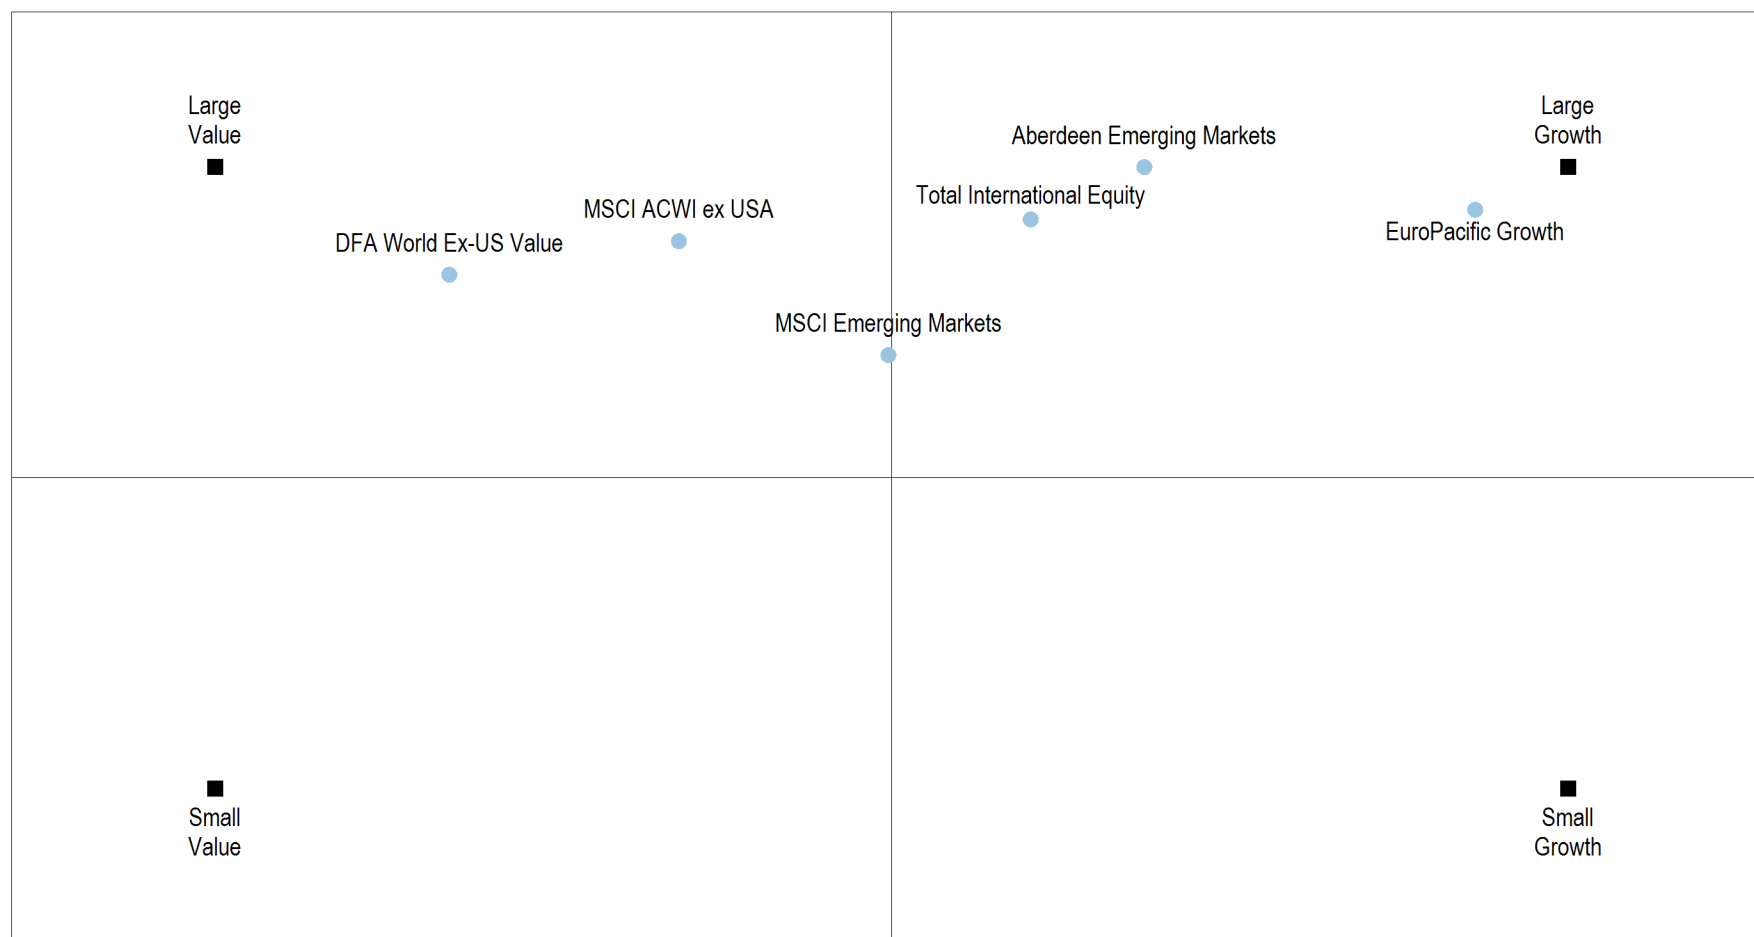 Large
Value
Large
Growth
Aberdeen Emerging Markets
Total International Equity
MSCI ACWI ex USA
EuroPacific Growth
DFA World Ex-US Value
MSCI Emerging Markets
Small
Value
Small
Growth